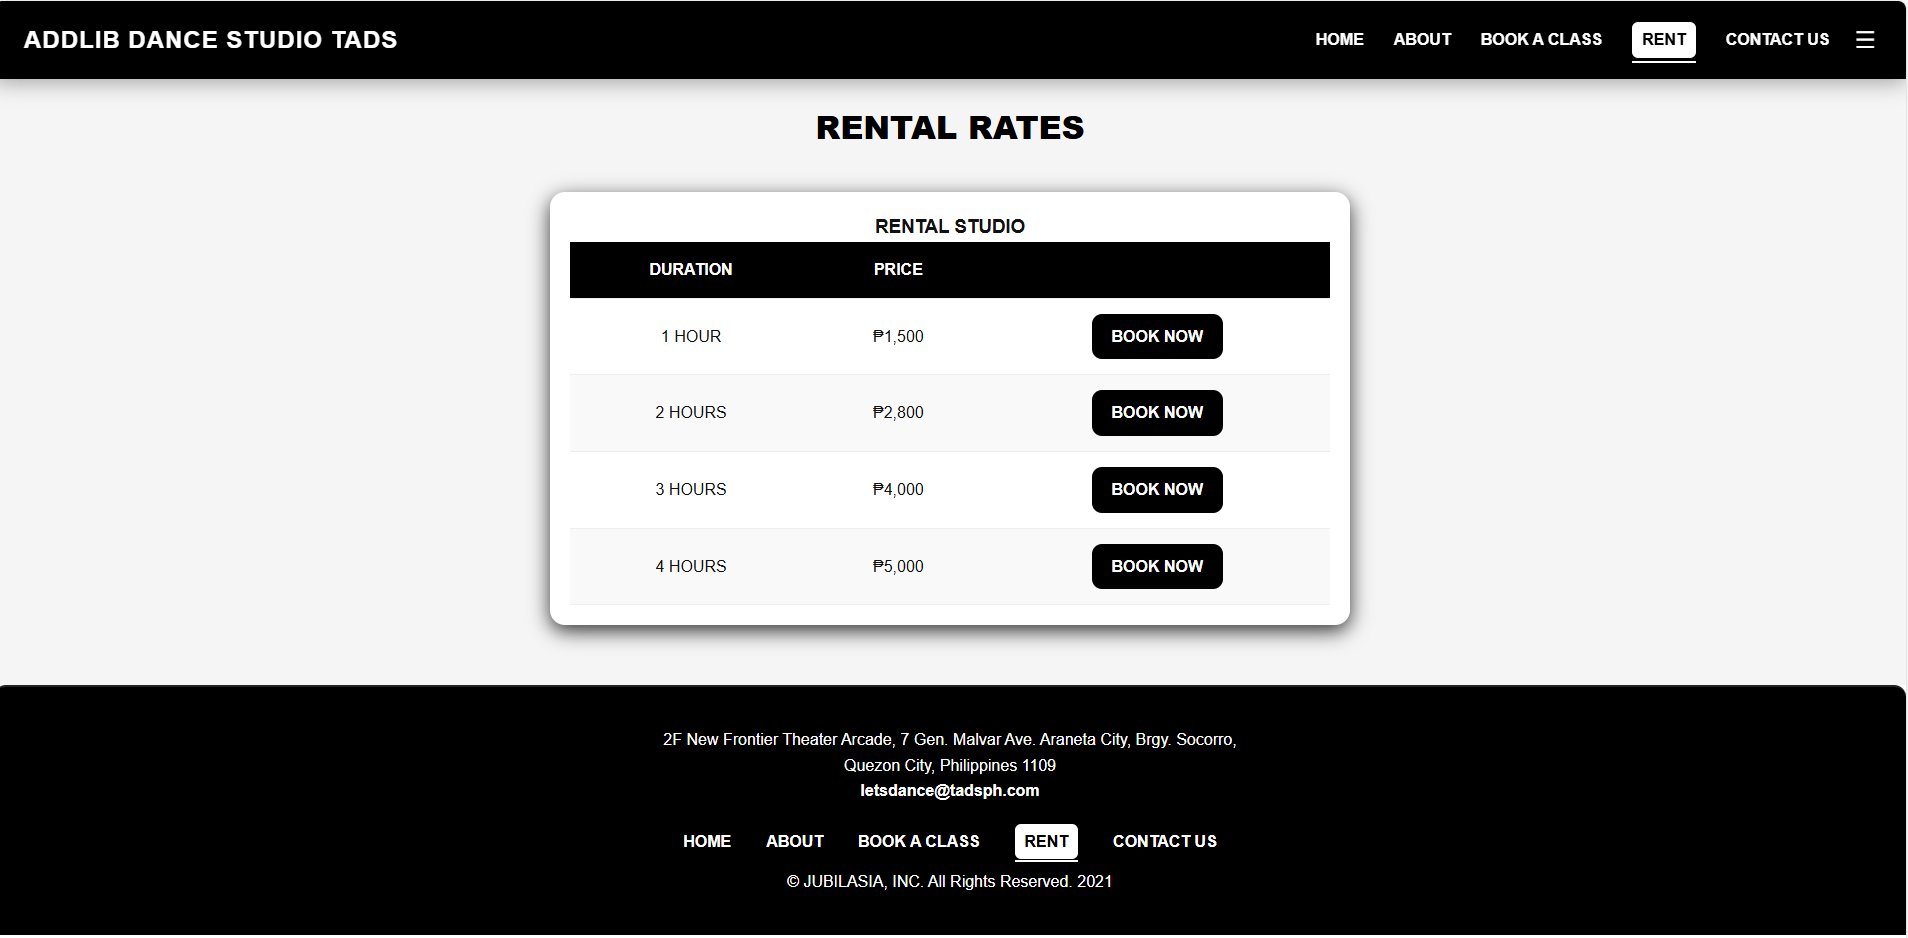 ADDLIB DANCE STUDIO TADS
HOME ABOUT BOOK A CLASS RENT CONTACT US
RENTAL RATES
RENTAL STUDIO
DURATION PRICE
1 HOUR ₱1,500 BOOK NOW
2 HOURS ₱2,800 BOOK NOW
3 HOURS ₱4,000 BOOK NOW
4 HOURS ₱5,000 BOOK NOW
2F New Frontier Theater Arcade, 7 Gen. Malvar Ave. Araneta City, Brgy. Socorro,
Quezon City, Philippines 1109
letsdance@tadsph.com
HOME ABOUT BOOK A CLASS RENT CONTACT US
© JUBILASIA, INC. All Rights Reserved. 2021